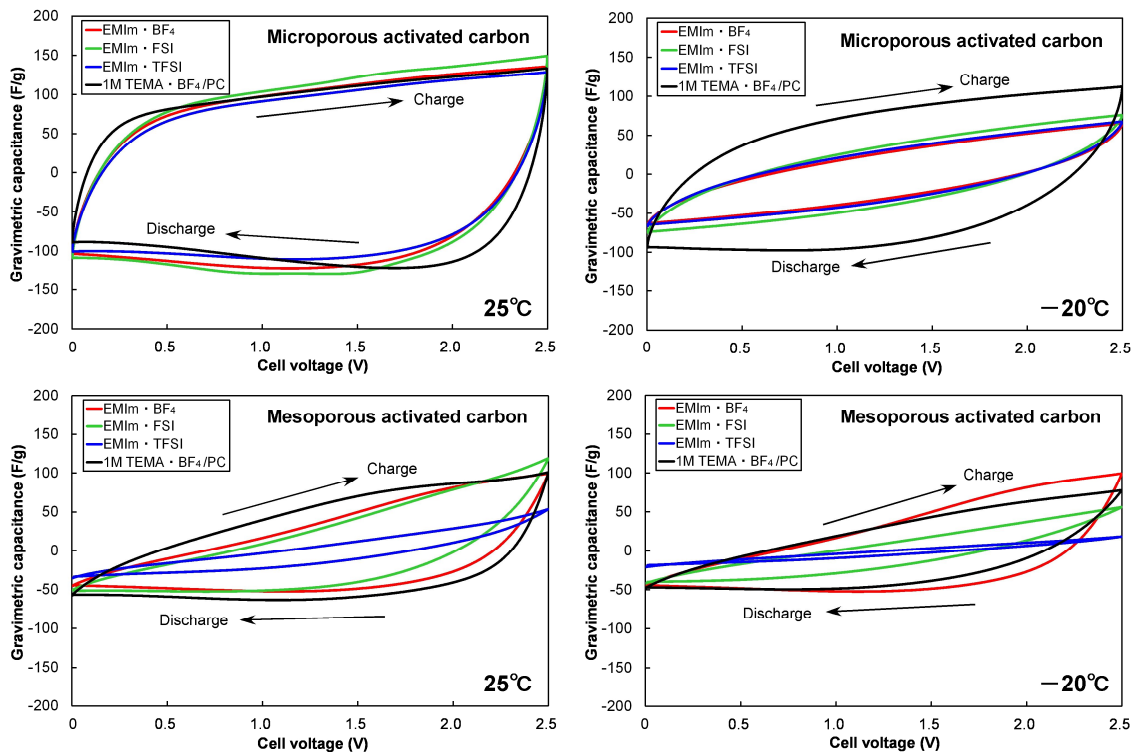 200
150
100
50
0
-50
-100
-150
-200
Gravimetric capacitance (F/g)
EMIm・BF₄
EMIm・FSI
EMIm・TFSI
1M TEMA・BF₄/PC
Microporous activated carbon
Charge
Discharge
25℃
0 0.5 1.0 1.5 2.0 2.5
Cell voltage (V)
200
150
100
50
0
-50
-100
-150
-200
Gravimetric capacitance (F/g)
EMIm・BF₄
EMIm・FSI
EMIm・TFSI
1M TEMA・BF₄/PC
Microporous activated carbon
Charge
Discharge
－20℃
0 0.5 1.0 1.5 2.0 2.5
Cell voltage (V)
200
150
100
50
0
-50
-100
-150
-200
Gravimetric capacitance (F/g)
EMIm・BF₄
EMIm・FSI
EMIm・TFSI
1M TEMA・BF₄/PC
Mesoporous activated carbon
Charge
Discharge
25℃
0 0.5 1.0 1.5 2.0 2.5
Cell voltage (V)
200
150
100
50
0
-50
-100
-150
-200
Gravimetric capacitance (F/g)
EMIm・BF₄
EMIm・FSI
EMIm・TFSI
1M TEMA・BF₄/PC
Mesoporous activated carbon
Charge
Discharge
－20℃
0 0.5 1.0 1.5 2.0 2.5
Cell voltage (V)